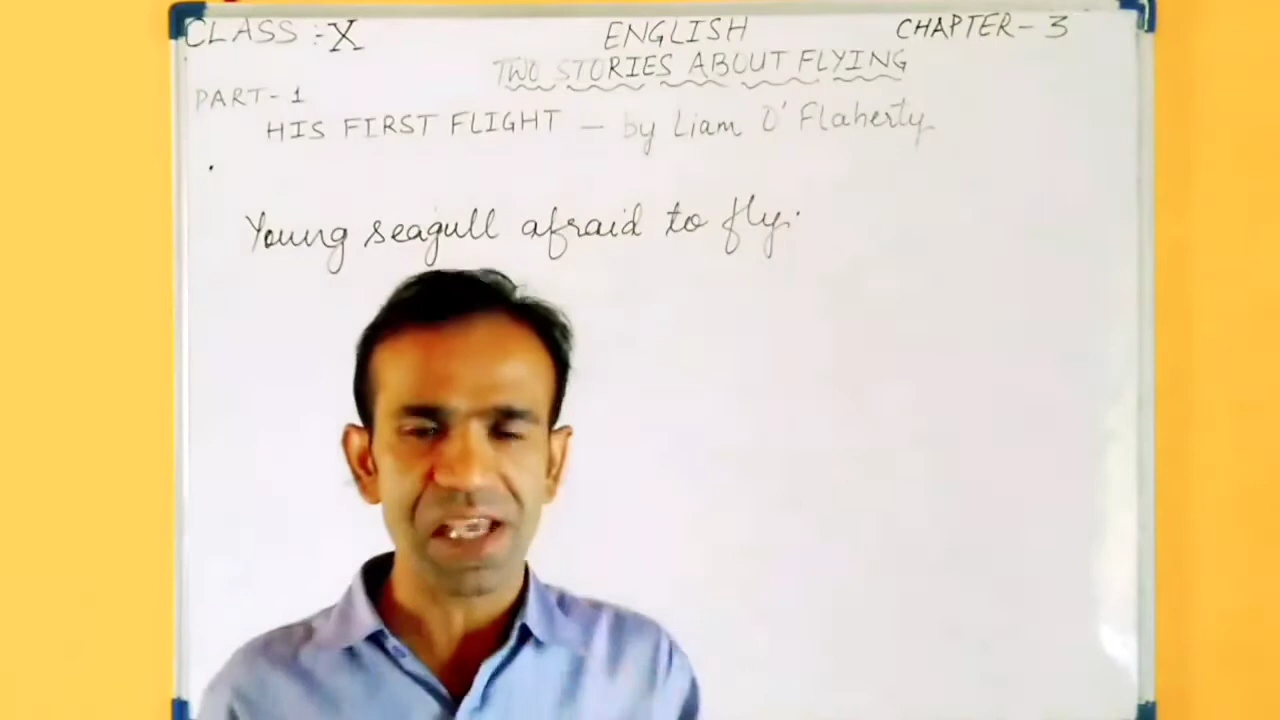 CLASS :- X ENGLISH CHAPTER - 3
TWO STORIES ABOUT FLYING
PART - 1
HIS FIRST FLIGHT - by Liam O' Flaherty
Young seagull afraid to fly.